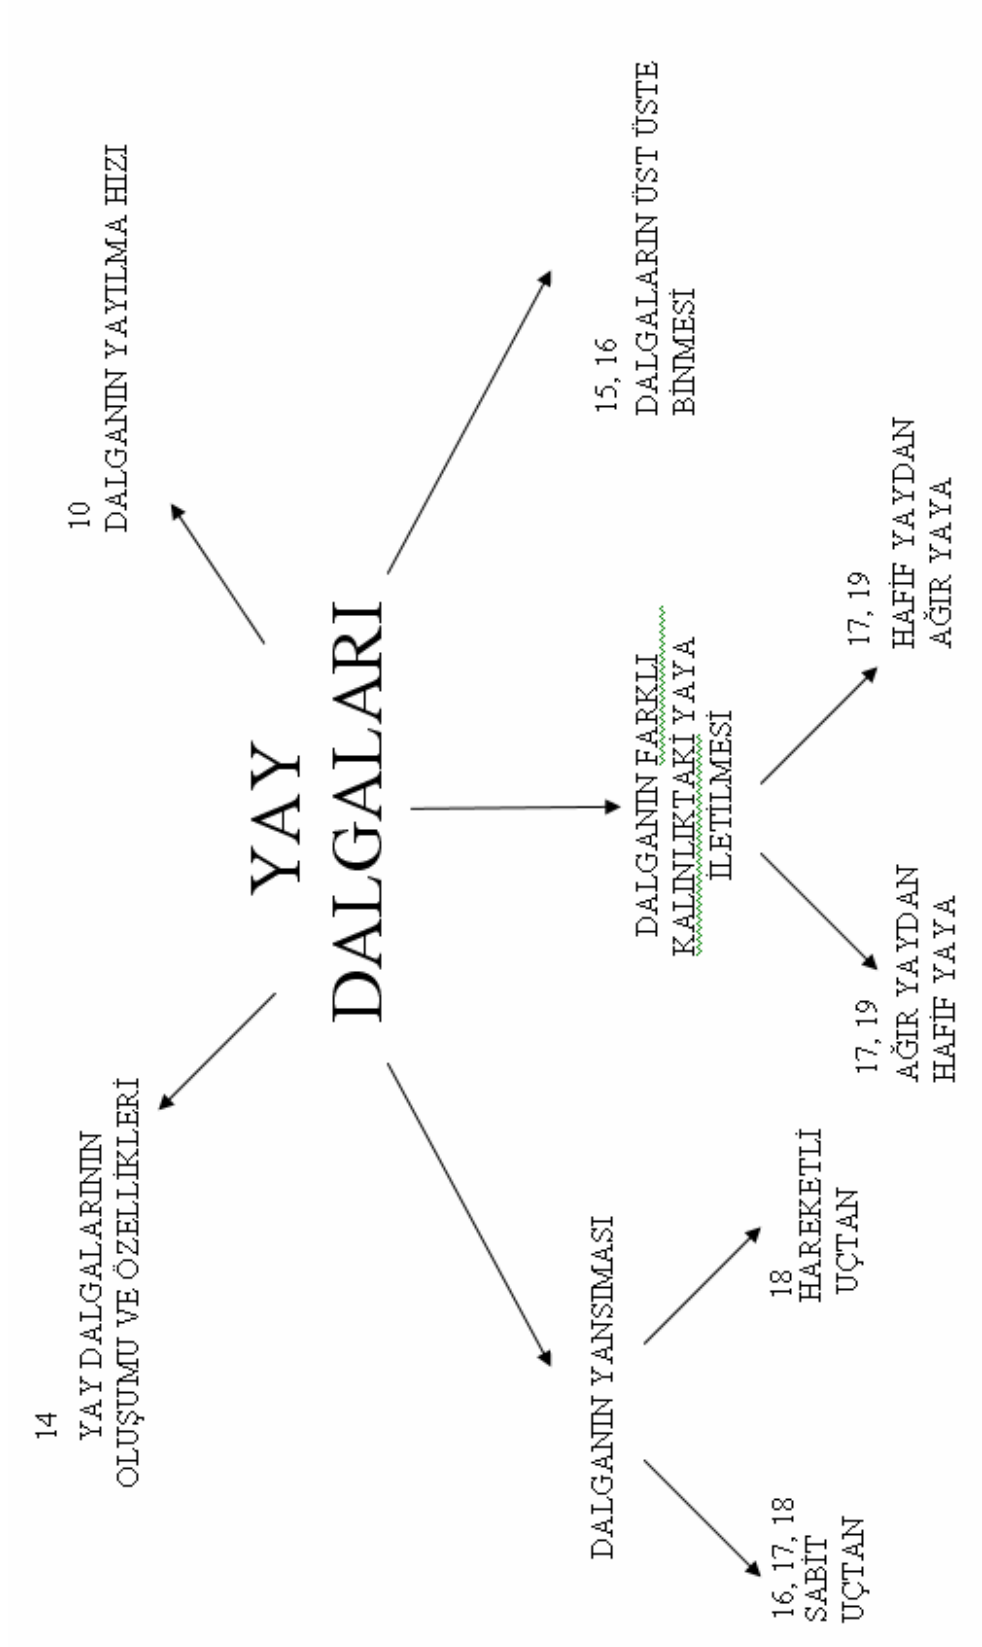 14
YAY DALGALARININ
OLUŞUMU VE ÖZELLİKLERİ
10
DALGANIN YAYILMA HIZI
YAY
DALGALARI
DALGANIN YANSIMASI
DALGANIN FARKLI
KALINLIKTAKİ YAYA
İLETİLMESİ
15, 16
DALGALARIN ÜST ÜSTE
BİNMESİ
16, 17, 18
SABİT
UÇTAN
18
HAREKETLİ
UÇTAN
17, 19
AĞIR YAYDAN
HAFİF YAYA
17, 19
HAFİF YAYDAN
AĞIR YAYA